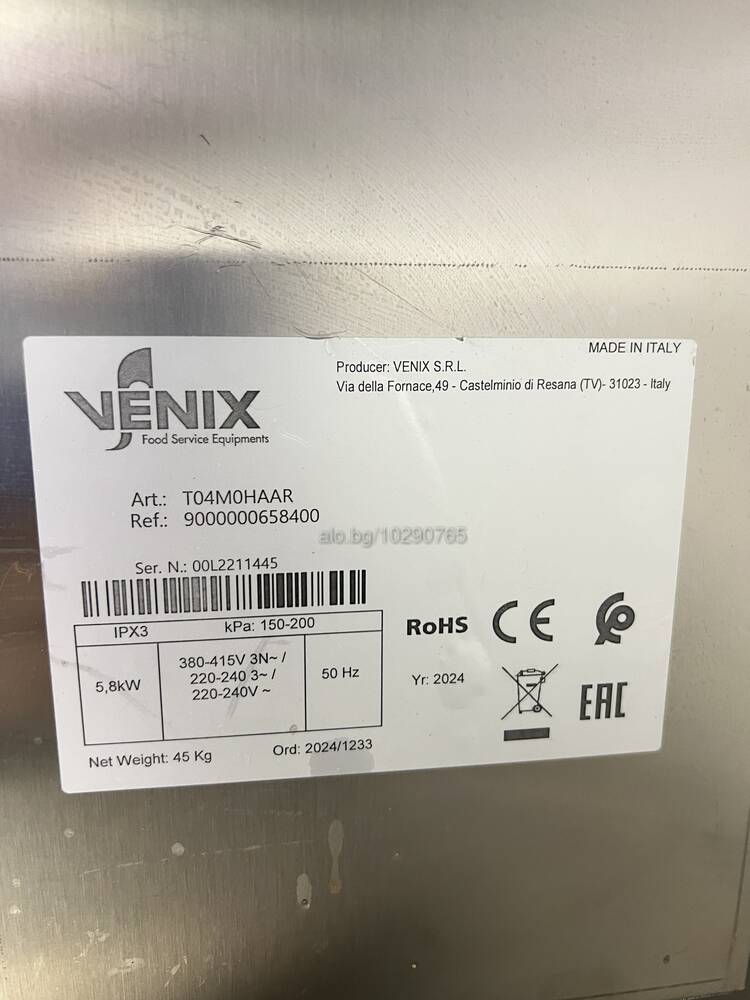 MADE IN ITALY
Producer: VENIX S.R.L.
Via della Fornace,49 - Castelminio di Resana (TV)- 31023 - Italy
VENIX
Food Service Equipments
Art.: T04M0HAAR
Ref.: 9000000658400
alo.bg/10290765
Ser. N.: 00L2211445
IPX3
kPa: 150-200
5,8kW
380-415V 3N~ /
220-240 3~ /
220-240V ~
50 Hz
RoHS
CE
Yr: 2024
EAC
Net Weight: 45 Kg
Ord: 2024/1233